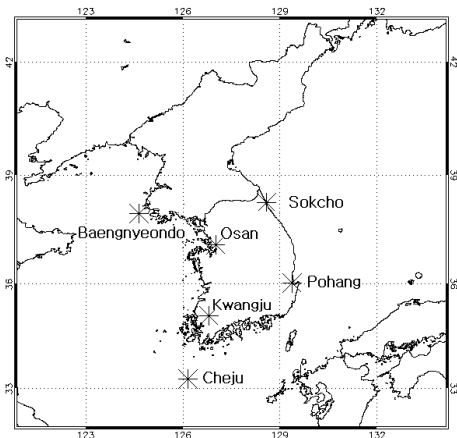 123 126 129 132
42 42
39 39
Sokcho
Baengnyeondo Osan
36 Pohang 36
Kwangju
33 Cheju 33
123 126 129 132